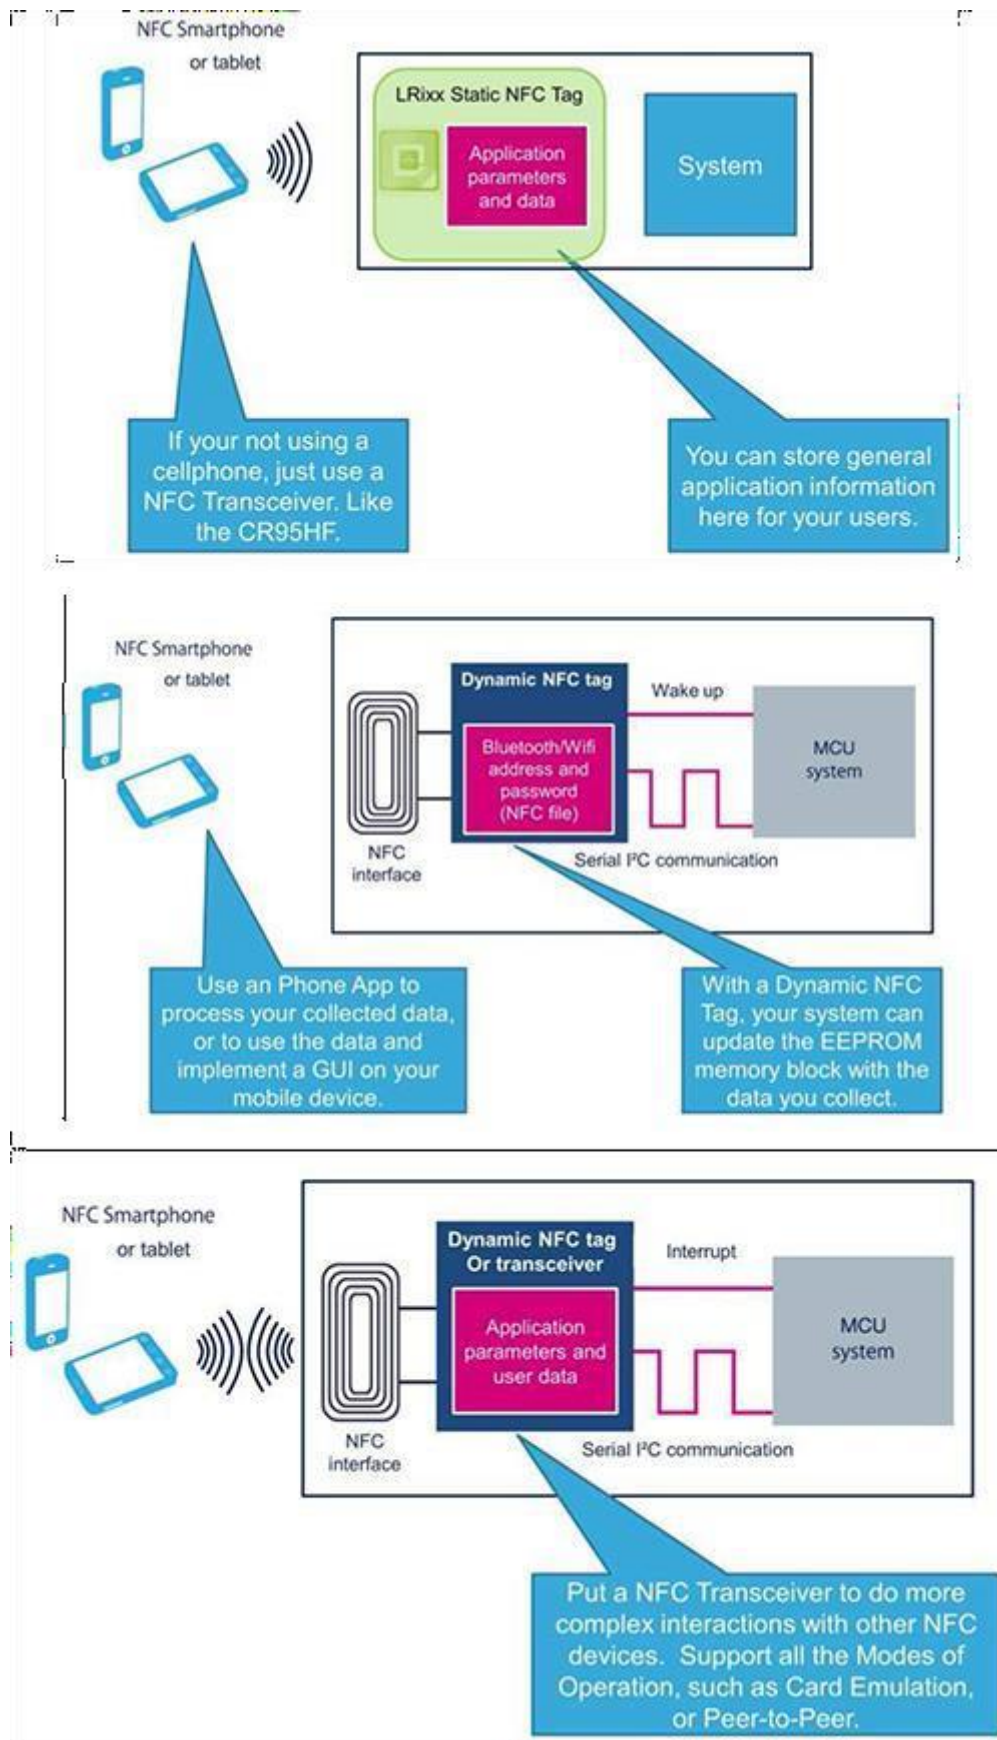 NFC Smartphone
or tablet
LRixx Static NFC Tag
Application
parameters
and data
System
If your not using a
cellphone, just use a
NFC Transceiver. Like
the CR95HF.
You can store general
application information
here for your users.
NFC Smartphone
or tablet
Dynamic NFC tag
Bluetooth/Wifi
address and
password
(NFC file)
Wake up
MCU
system
NFC
interface
Serial I²C communication
Use an Phone App to
process your collected data,
or to use the data and
implement a GUI on your
mobile device.
With a Dynamic NFC
Tag, your system can
update the EEPROM
memory block with the
data you collect.
NFC Smartphone
or tablet
Dynamic NFC tag
Or transceiver
Application
parameters and
user data
Interrupt
MCU
system
NFC
interface
Serial I²C communication
Put a NFC Transceiver to do more
complex interactions with other NFC
devices.  Support all the Modes of
Operation, such as Card Emulation,
or Peer-to-Peer.